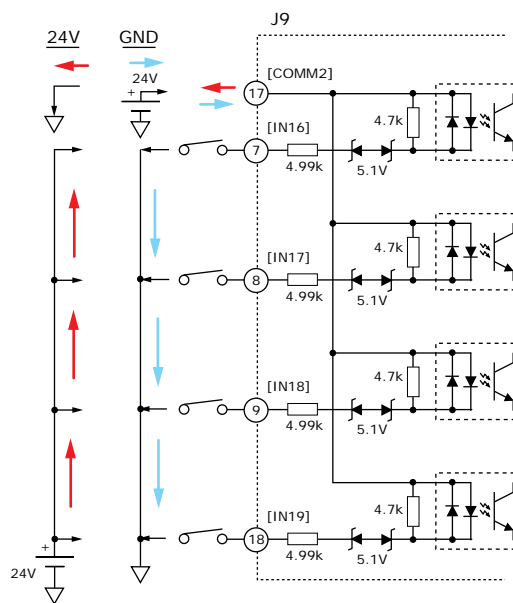 J9
24V
GND
24V
+
[COMM2]
17
4.7k
[IN16]
7
4.99k
5.1V
4.7k
[IN17]
8
4.99k
5.1V
4.7k
[IN18]
9
4.99k
5.1V
4.7k
[IN19]
18
4.99k
5.1V
+
24V